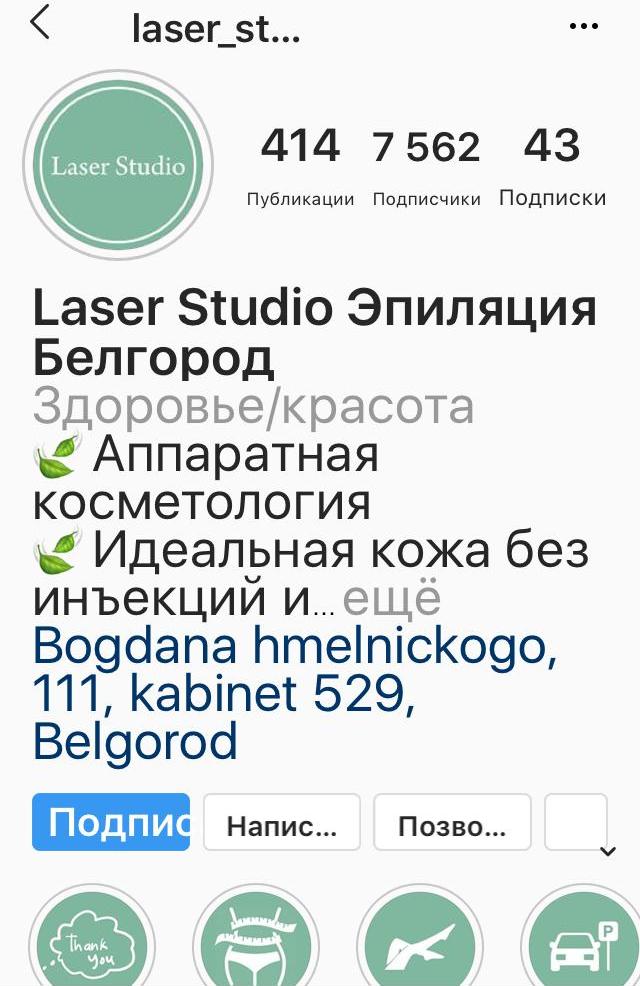 laser_st...
Laser Studio
414 7 562 43
Публикации Подписчики Подписки
Laser Studio Эпиляция
Белгород
Здоровье/красота
🍃 Аппаратная
косметология
🍃 Идеальная кожа без
инъекций и... ещё
Bogdana hmelnickogo,
111, kabinet 529,
Belgorod
Подпис Напис... Позво...
thank
you
P